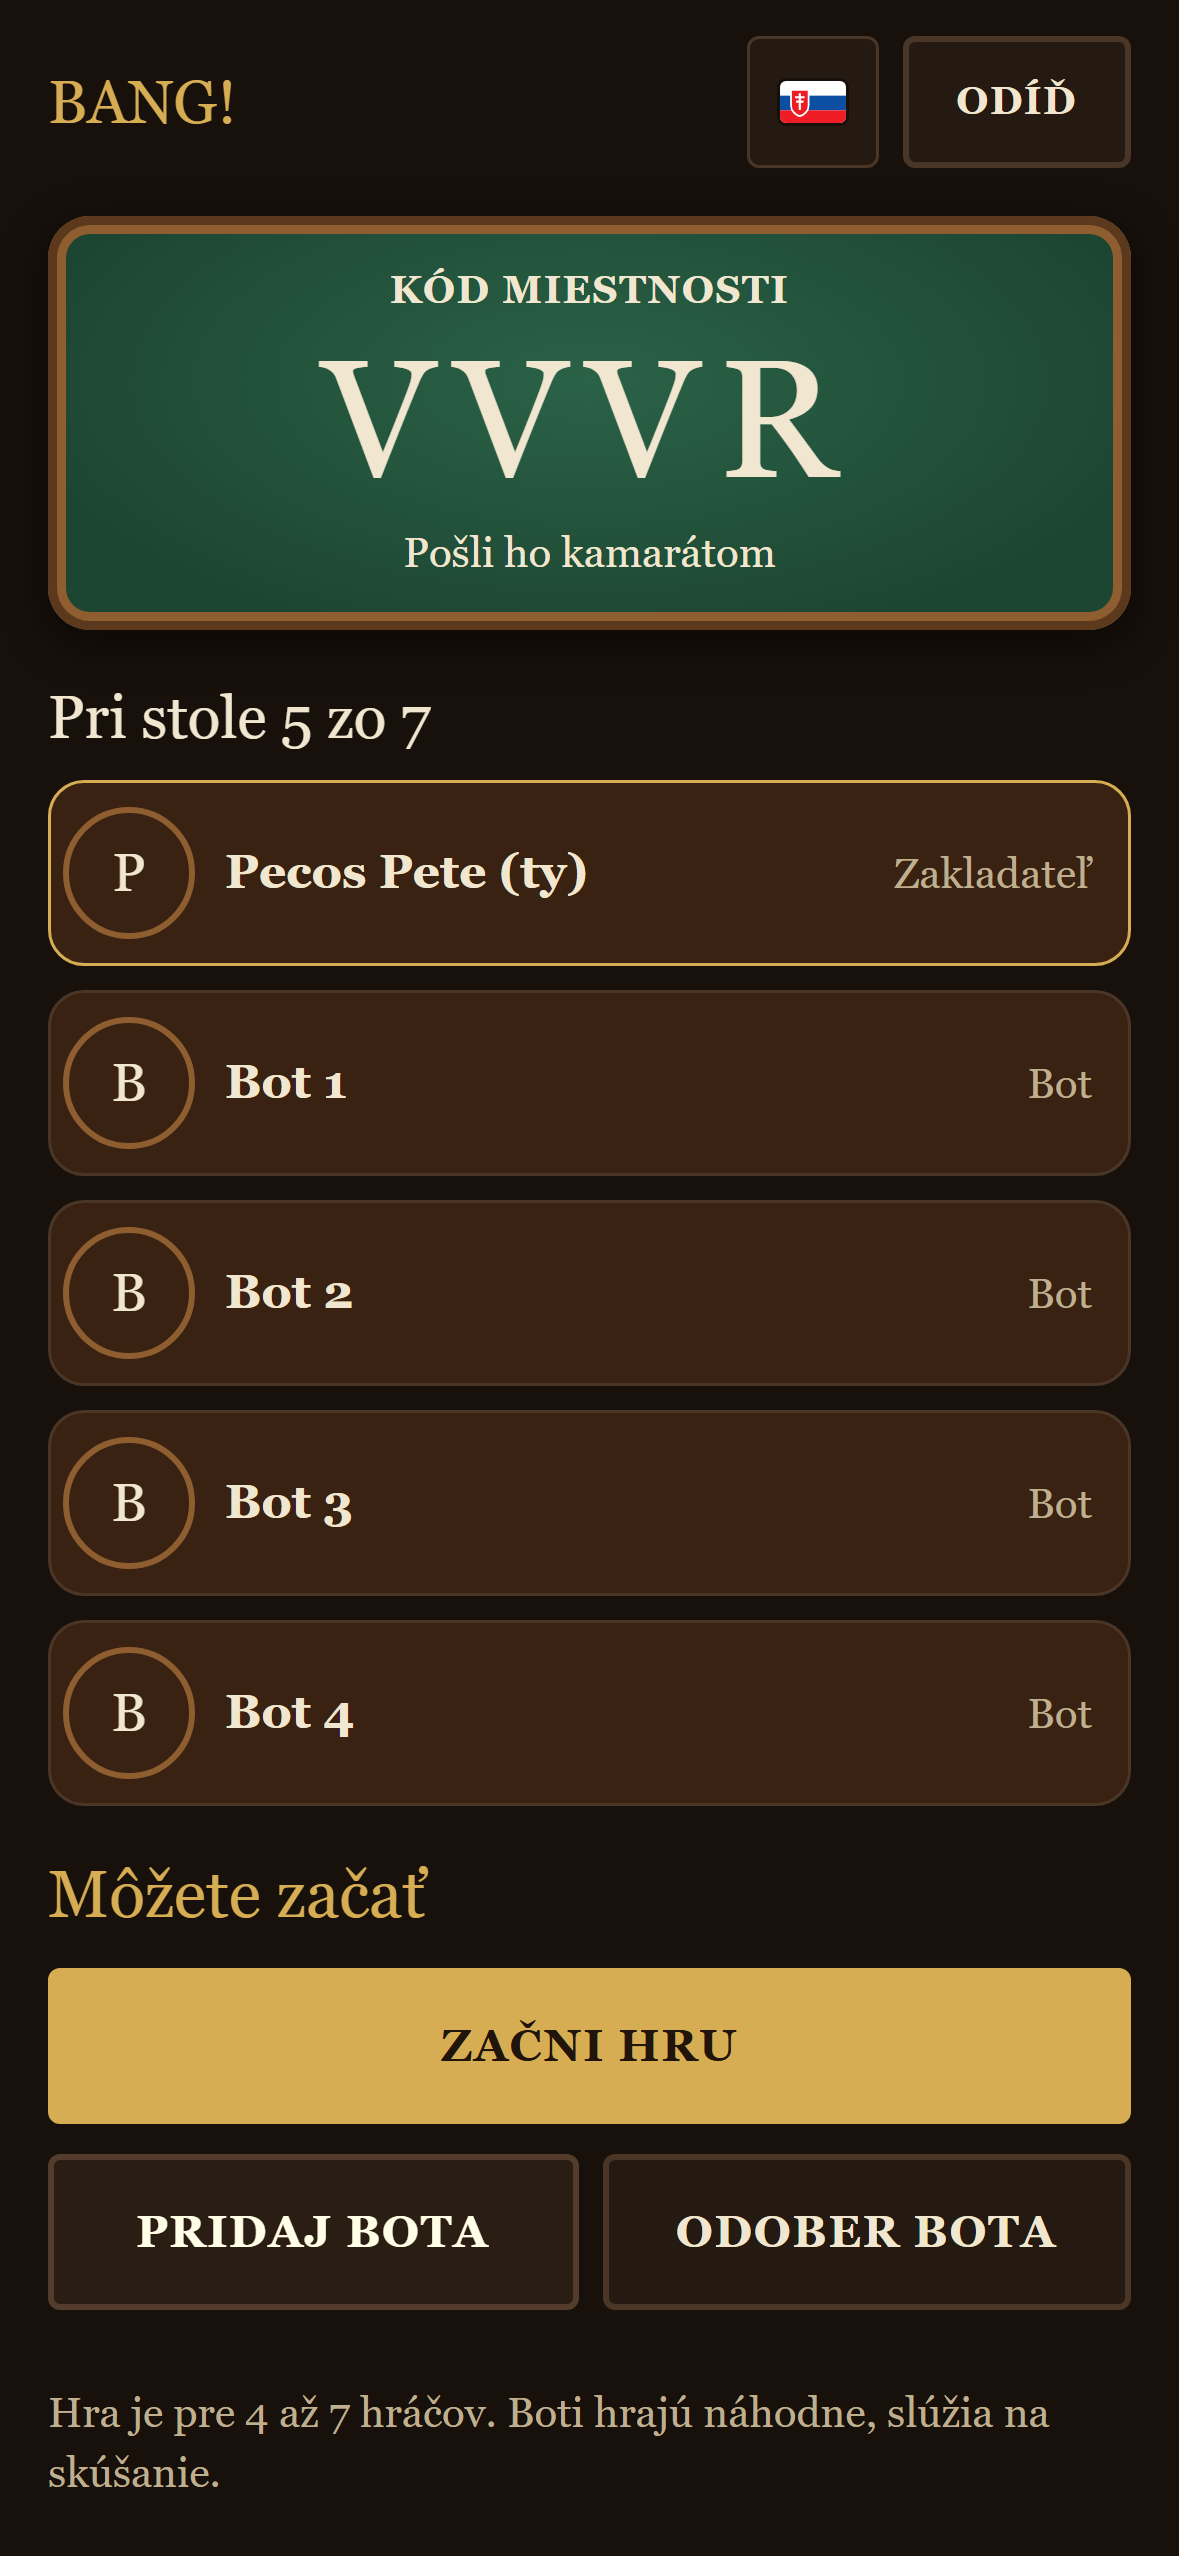 BANG!
ODÍĎ
KÓD MIESTNOSTI
VVVR
Pošli ho kamarátom
Pri stole 5 zo 7
P
Pecos Pete (ty)
Zakladateľ
B
Bot 1
Bot
B
Bot 2
Bot
B
Bot 3
Bot
B
Bot 4
Bot
Môžete začať
ZAČNI HRU
PRIDAJ BOTA
ODOBER BOTA
Hra je pre 4 až 7 hráčov. Boti hrajú náhodne, slúžia na
skúšanie.